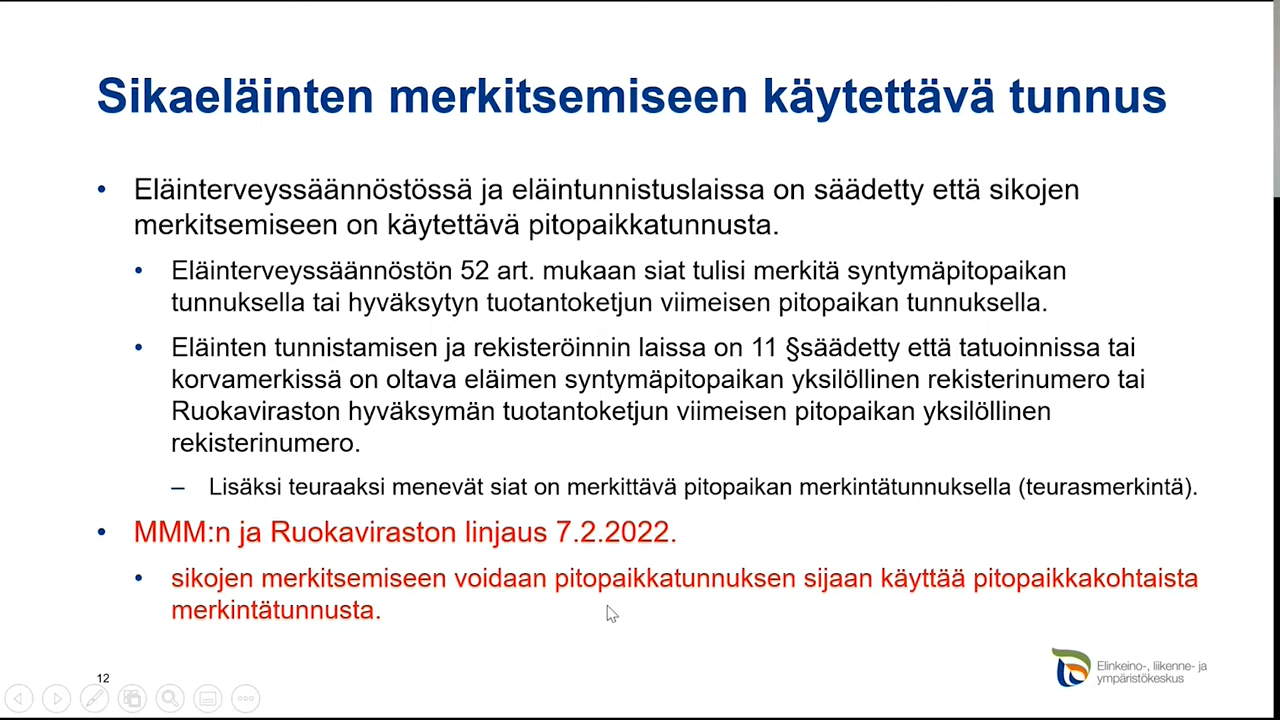 Sikaeläinten merkitsemiseen käytettävä tunnus
• Eläinterveyssäännöstössä ja eläintunnistuslaissa on säädetty että sikojen
merkitsemiseen on käytettävä pitopaikkatunnusta.
• Eläinterveyssäännöstön 52 art. mukaan siat tulisi merkitä syntymäpitopaikan
tunnuksella tai hyväksytyn tuotantoketjun viimeisen pitopaikan tunnuksella.
• Eläinten tunnistamisen ja rekisteröinnin laissa on 11 §säädetty että tatuoinnissa tai
korvamerkissä on oltava eläimen syntymäpitopaikan yksilöllinen rekisterinumero tai
Ruokaviraston hyväksymän tuotantoketjun viimeisen pitopaikan yksilöllinen
rekisterinumero.
– Lisäksi teuraaksi menevät siat on merkittävä pitopaikan merkintätunnuksella (teurasmerkintä).
• MMM:n ja Ruokaviraston linjaus 7.2.2022.
• sikojen merkitsemiseen voidaan pitopaikkatunnuksen sijaan käyttää pitopaikkakohtaista
merkintätunnusta.
12
Elinkeino-, liikenne- ja
ympäristökeskus